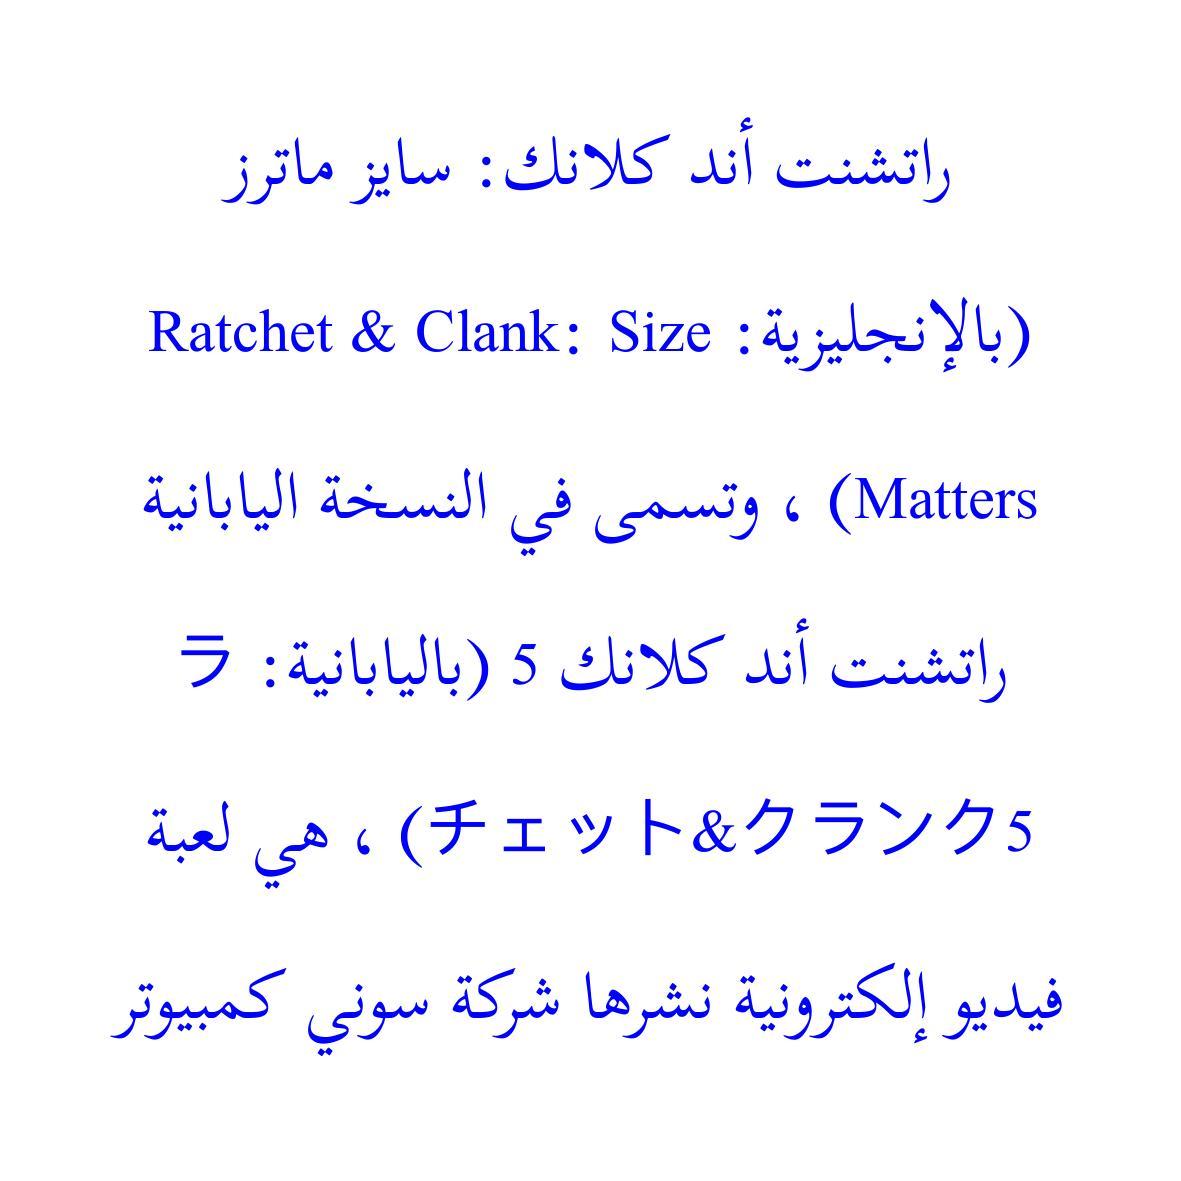 راتشنت أند كلانك: سايز ماترز
(بالإنجليزية: Ratchet & Clank: Size
Matters) ، وتسمى في النسخة اليابانية
راتشنت أند كلانك 5 (باليابانية: ラ
チェット&クランク5) ، هي لعبة
فيديو إلكترونية نشرها شركة سوني كمبيوتر